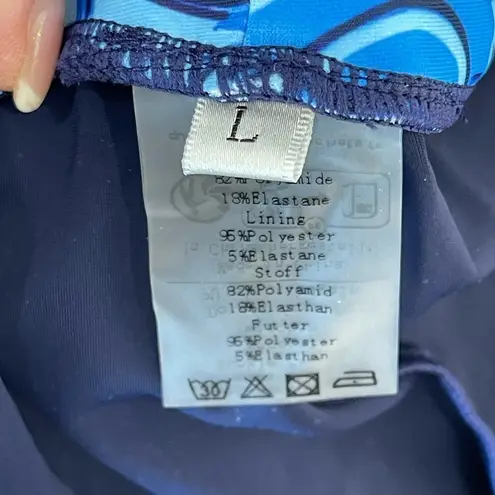 L
82%Polyamide
18%Elastane
Lining
95%Polyester
5%Elastane
Stoff
82%Polyamid
18%Elasthan
Futter
95%Polyester
5%Elasthan
30